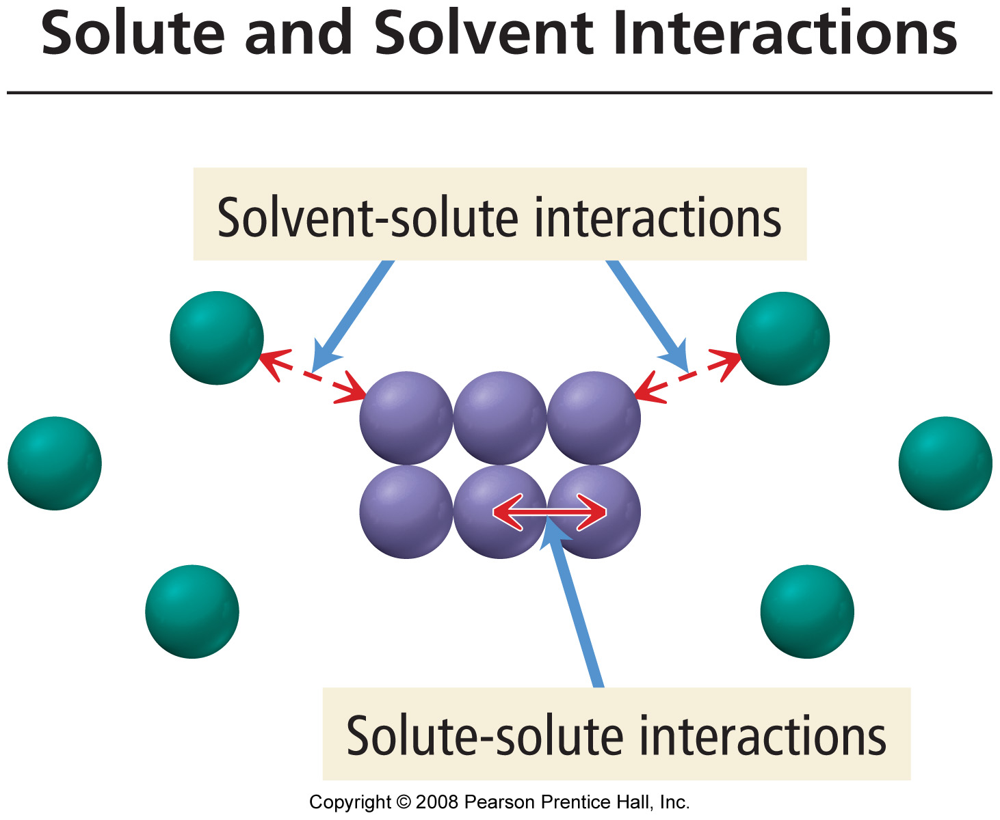 Solute and Solvent Interactions
Solvent-solute interactions
Solute-solute interactions
Copyright © 2008 Pearson Prentice Hall, Inc.